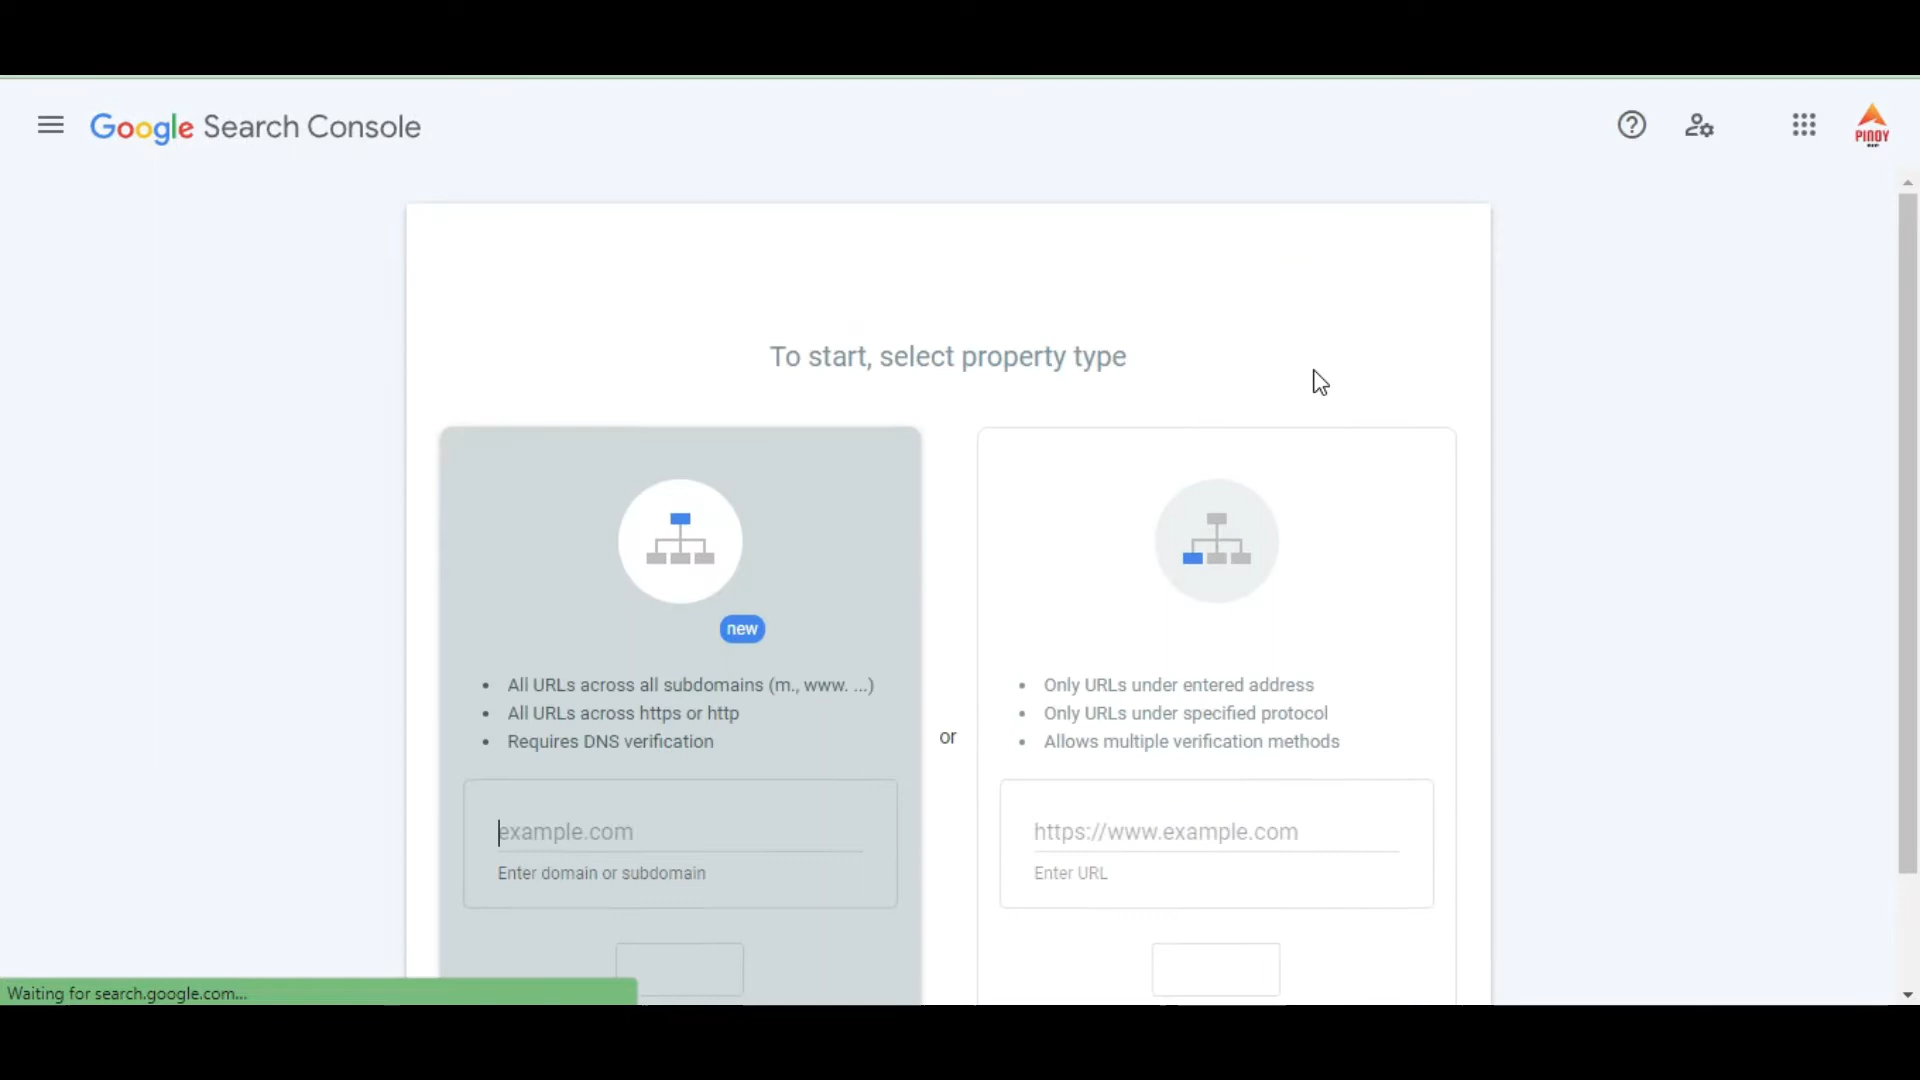 Google Search Console
PINOY
To start, select property type
new
All URLs across all subdomains (m., www. ...)
All URLs across https or http
Requires DNS verification
example.com
Enter domain or subdomain
or
Only URLs under entered address
Only URLs under specified protocol
Allows multiple verification methods
https://www.example.com
Enter URL
Waiting for search.google.com...